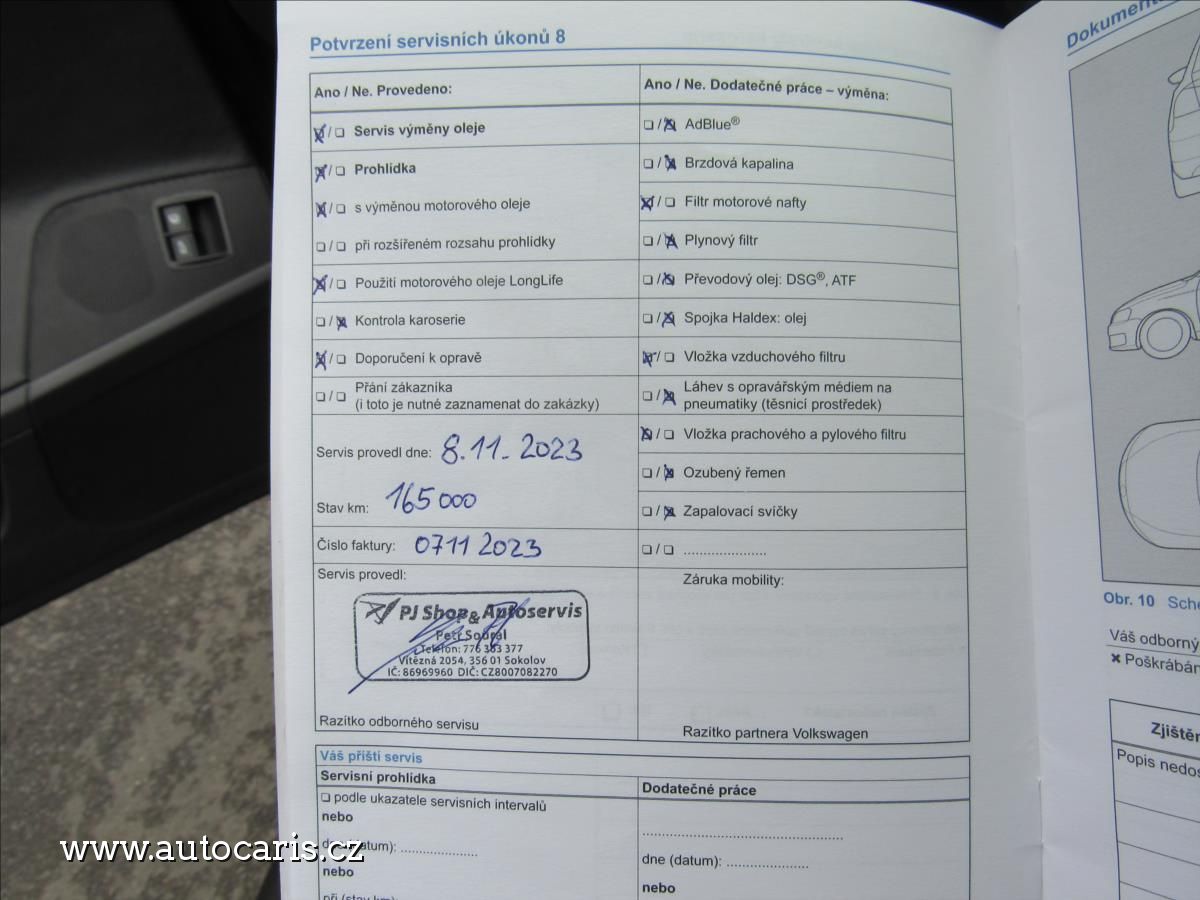 Potvrzení servisních úkonů 8
Ano / Ne. Provedeno:
Servis výměny oleje
Prohlídka
s výměnou motorového oleje
při rozšířeném rozsahu prohlídky
Použití motorového oleje LongLife
Kontrola karoserie
Doporučení k opravě
Přání zákazníka
(i toto je nutné zaznamenat do zakázky)
Servis provedl dne: 8.11. 2023
Stav km: 165 000
Číslo faktury: 0711 2023
Servis provedl:
PJ Shop & Autoservis
Petr
Telefon: 776 383 377
Vítězná 2054, 356 01 Sokolov
IČ: 86969960 DIČ: CZ8007082270
Razítko odborného servisu
Ano / Ne. Dodatečné práce – výměna:
AdBlue®
Brzdová kapalina
Filtr motorové nafty
Plynový filtr
Převodový olej: DSG®, ATF
Spojka Haldex: olej
Vložka vzduchového filtru
Láhev s opravářským médiem na
pneumatiky (těsnicí prostředek)
Vložka prachového a pylového filtru
Ozubený řemen
Zapalovací svíčky
Záruka mobility:
Razítko partnera Volkswagen
Váš příští servis
Servisní prohlídka
podle ukazatele servisních intervalů
nebo
dne (datum): ....................
nebo
při (stav km):
Dodatečné práce
dne (datum): ....................
nebo
Obr. 10
Váš odborný
Zjiště
Popis
www.autocaris.cz